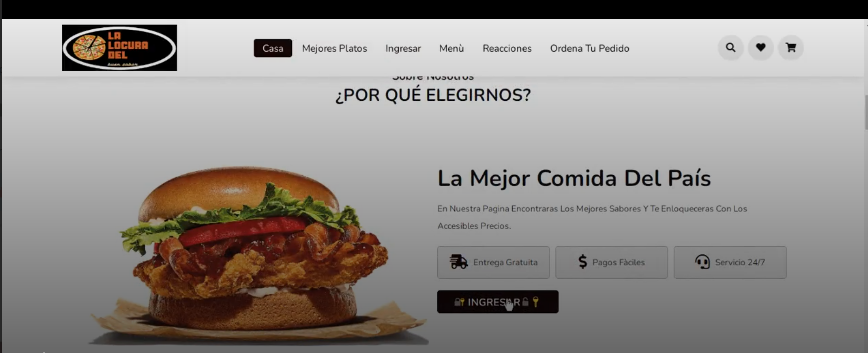 LA
LOCURA
DEL
Casa
Mejores Platos
Ingresar
Menù
Reacciones
Ordena Tu Pedido
Sobre Nosotros
¿POR QUÉ ELEGIRNOS?
La Mejor Comida Del País
En Nuestra Pagina Encontraras Los Mejores Sabores Y Te Enloqueceras Con Los
Accesibles Precios.
Entrega Gratuita
Pagos Fàciles
Servicio 24/7
INGRESAR